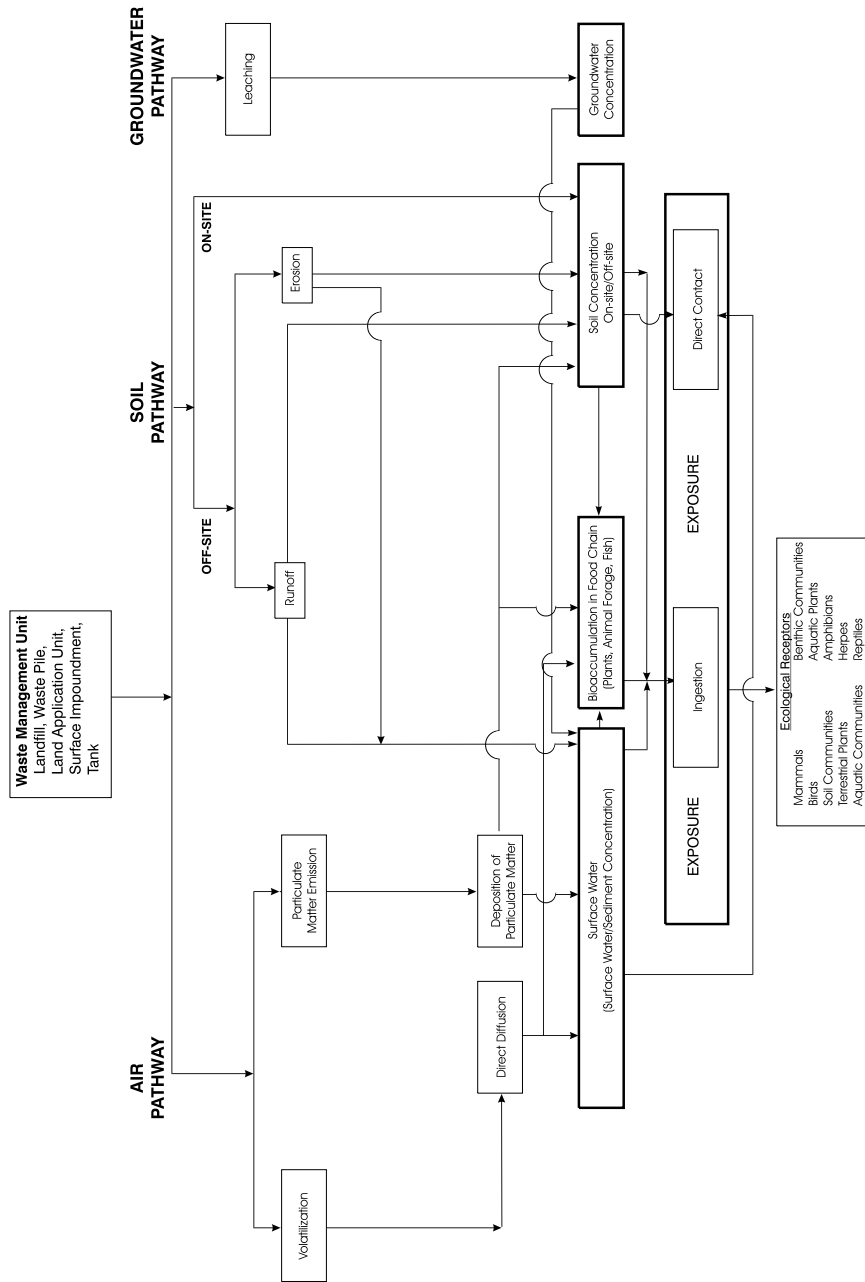 Waste Management Unit
Landfill, Waste Pile,
Land Application Unit,
Surface Impoundment,
Tank
AIR
PATHWAY
SOIL
PATHWAY
GROUNDWATER
PATHWAY
OFF-SITE
ON-SITE
Volatilization
Particulate
Matter Emission
Runoff
Erosion
Leaching
Direct Diffusion
Deposition of
Particulate Matter
Surface Water
(Surface Water/Sediment Concentration)
Bioaccumulation in Food Chain
(Plants, Animal Forage, Fish)
Soil Concentration
On-site/Off-site
Groundwater
Concentration
EXPOSURE
Ingestion
EXPOSURE
Direct Contact
Ecological Receptors
Mammals
Birds
Soil Communities
Terrestrial Plants
Aquatic Communities
Benthic Communities
Aquatic Plants
Amphibians
Herpes
Reptiles